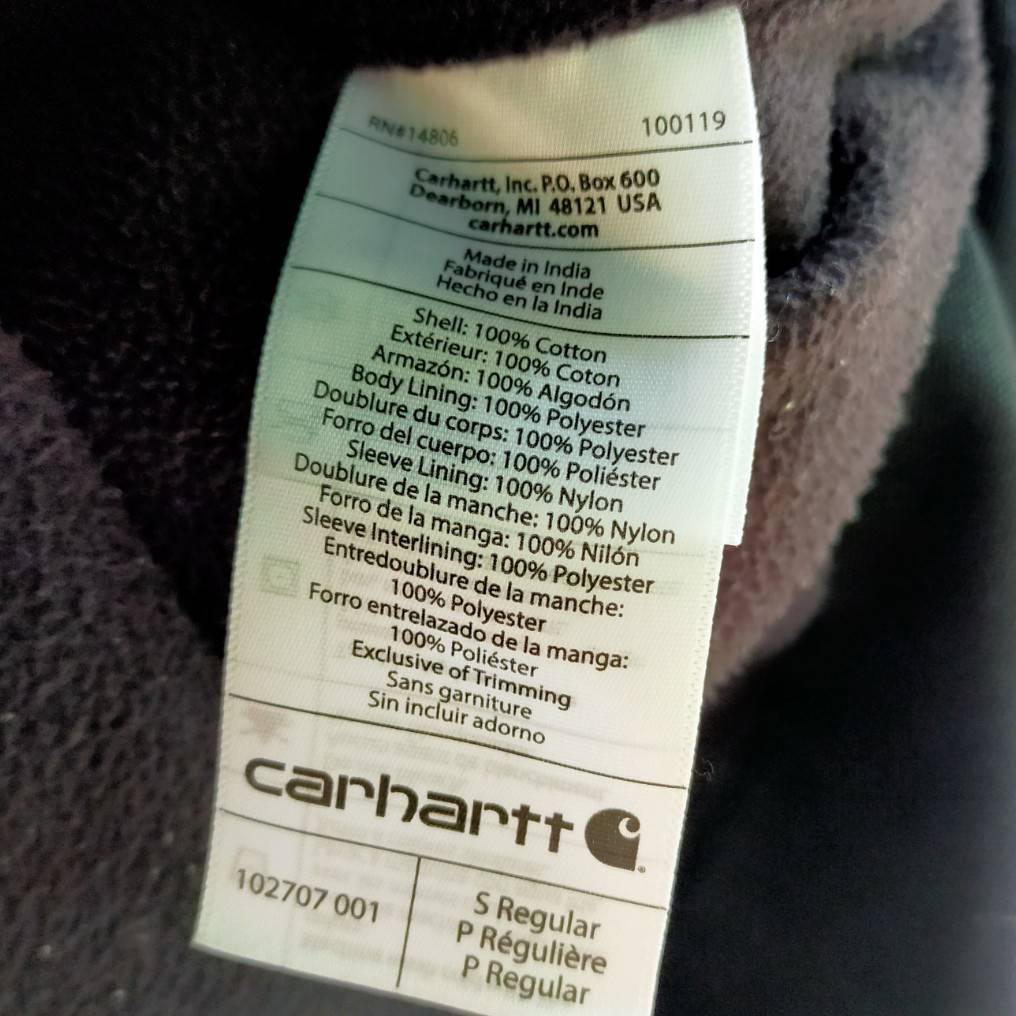 RN#14806 100119
Carhartt, Inc. P.O. Box 600
Dearborn, MI 48121 USA
carhartt.com
Made in India
Fabriqué en Inde
Hecho en la India
Shell: 100% Cotton
Extérieur: 100% Coton
Armazón: 100% Algodón
Body Lining: 100% Polyester
Doublure du corps: 100% Polyester
Forro del cuerpo: 100% Poliéster
Sleeve Lining: 100% Nylon
Doublure de la manche: 100% Nylon
Forro de la manga: 100% Nilón
Sleeve Interlining: 100% Polyester
Entredoublure de la manche:
100% Polyester
Forro entrelazado de la manga:
100% Poliéster
Exclusive of Trimming
Sans garniture
Sin incluir adorno
carhartt
102707 001
S Regular
P Régulière
P Regular